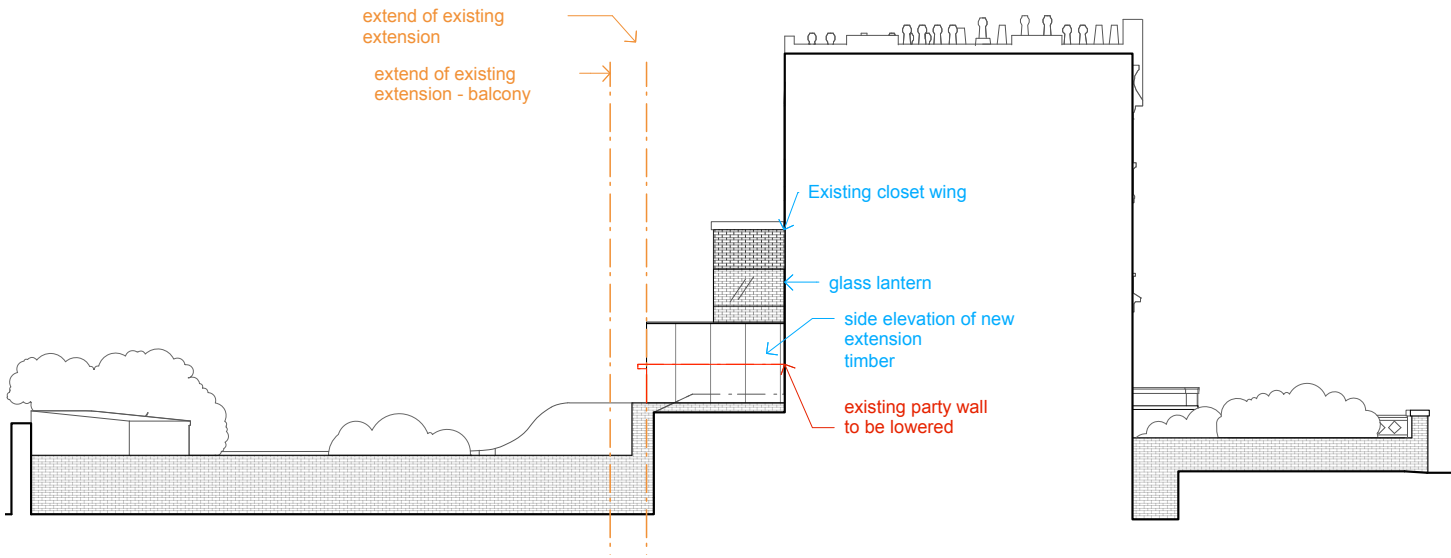 extend of existing
extension
extend of existing
extension - balcony
Existing closet wing
glass lantern
side elevation of new
extension
timber
existing party wall
to be lowered